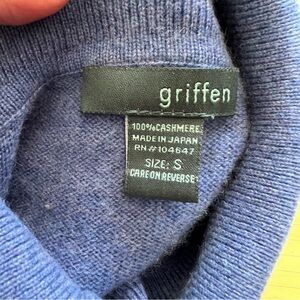 griffen
100% CASHMERE
MADE IN JAPAN
RN# 104647
SIZE: S
CARE ON REVERSE